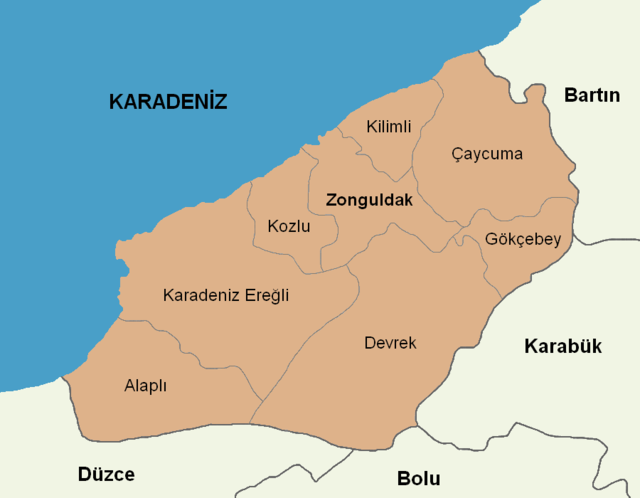 KARADENİZ
Bartın
Kilimli
Çaycuma
Zonguldak
Kozlu
Gökçebey
Karadeniz Ereğli
Devrek
Karabük
Alaplı
Düzce
Bolu